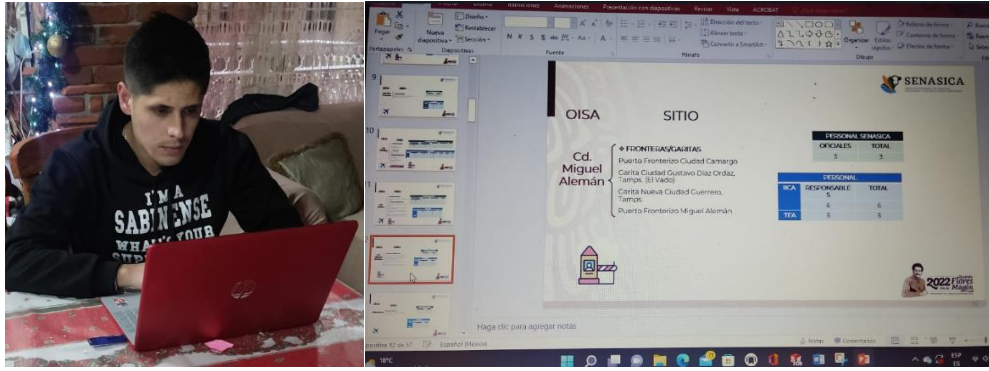 I'M A
SABINENSE
WHAT'S YOUR
hp
Animaciones
Presentación con diapositivas
Revisar
Vista
ACROBAT
Pegar
Nueva
diapositiva
Diseño
Restablecer
Sección
Dirección del texto
Alinear texto
Convertir a SmartArt
Organizar
Estilos
rápidos
Relleno de forma
Contorno de forma
Efectos de forma
Portapapeles
Diapositivas
Fuente
Párrafo
Dibujo
9
10
SENASICA
OISA
SITIO
Cd.
Miguel
Alemán
FRONTERAS/GARITAS
Puerto Fronterizo Ciudad Camargo
Garita Ciudad Gustavo Díaz Ordaz,
Tamps. (El Vado)
Garita Nueva Ciudad Guerrero,
Tamps.
Puerto Fronterizo Miguel Alemán
PERSONAL SENASICA
OFICIALES TOTAL
3 3
PERSONAL
RESPONSABLE TOTAL
5
6 6
TEA 5 5
2022 Flores
Magón
Haga clic para agregar notas
Notas
Comentarios
18°C
ESP
ES